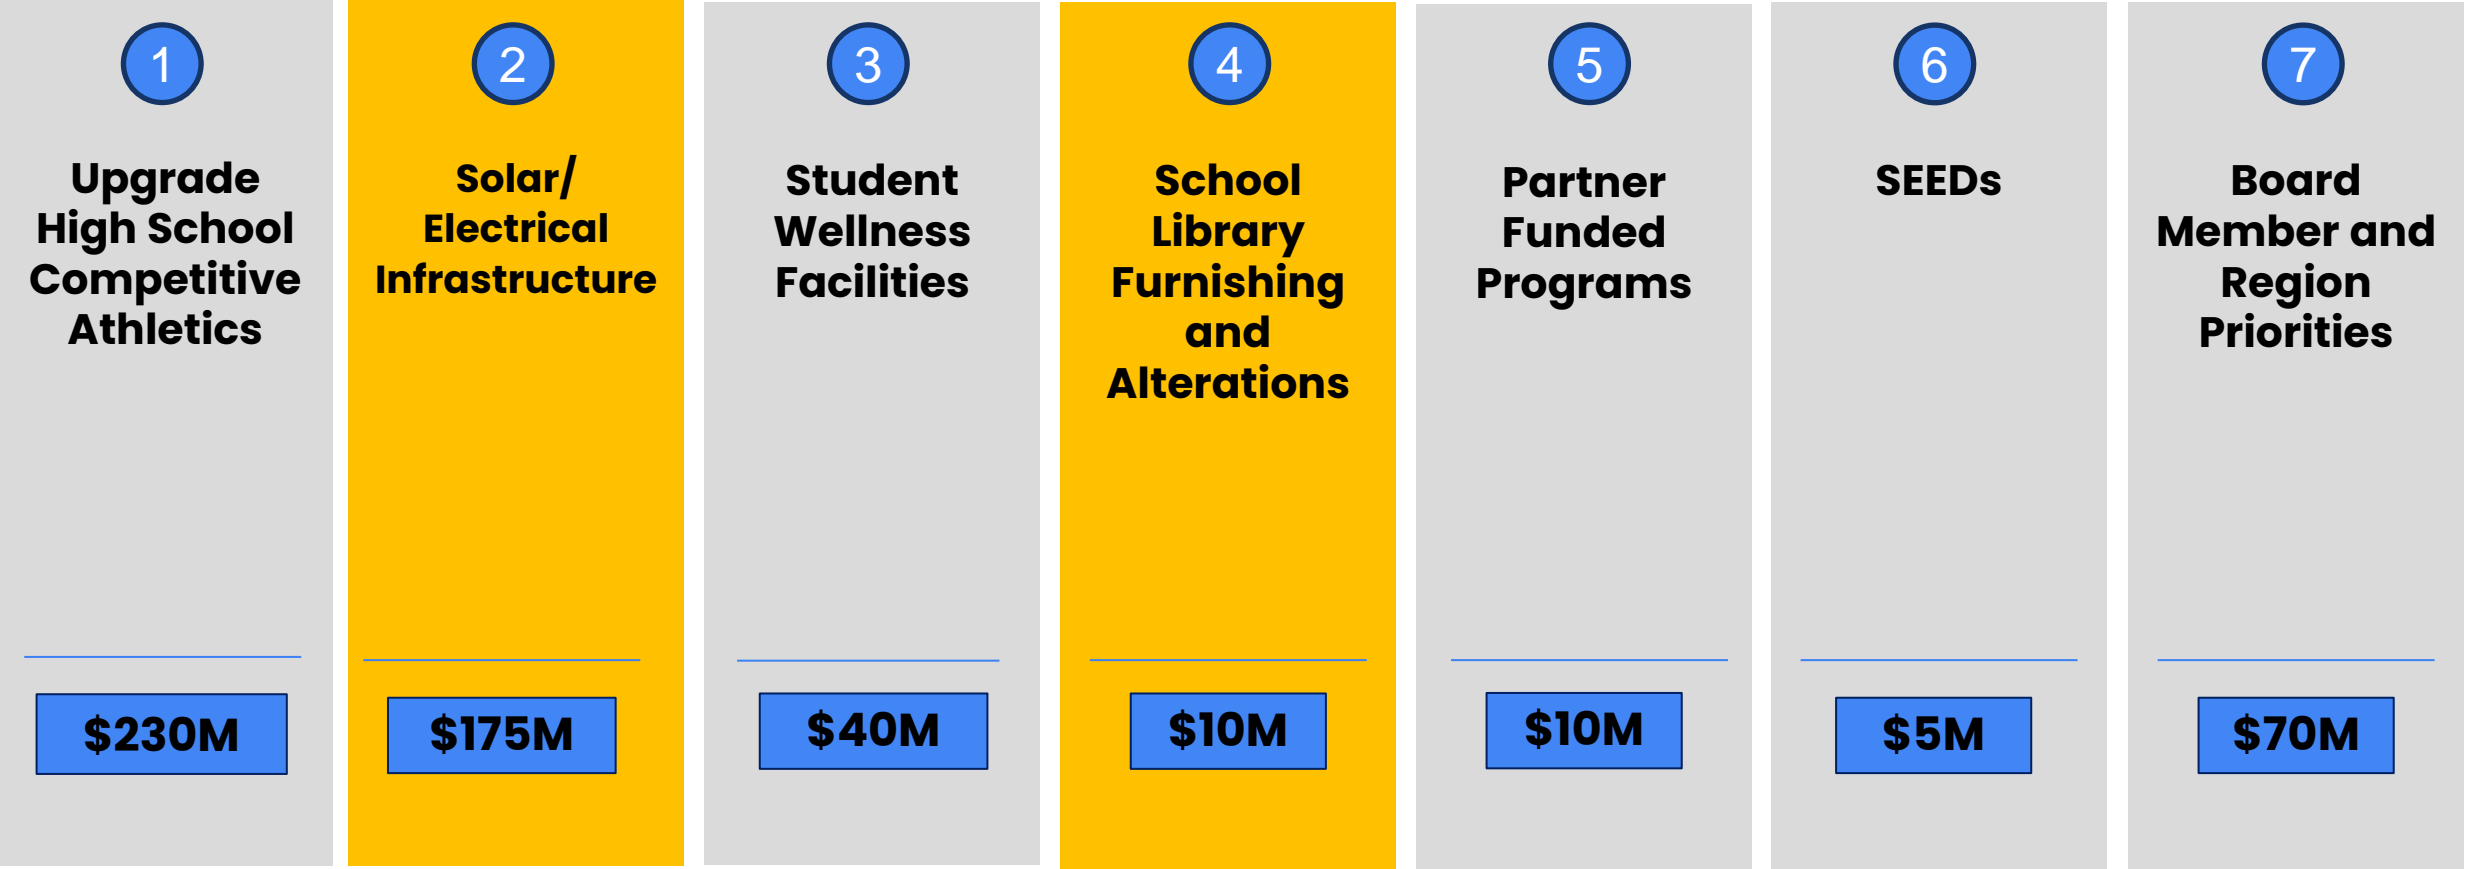 1
Upgrade
High School
Competitive
Athletics
$230M
2
Solar/
Electrical
Infrastructure
$175M
3
Student
Wellness
Facilities
$40M
4
School
Library
Furnishing
and
Alterations
$10M
5
Partner
Funded
Programs
$10M
6
SEEDs
$5M
7
Board
Member and
Region
Priorities
$70M